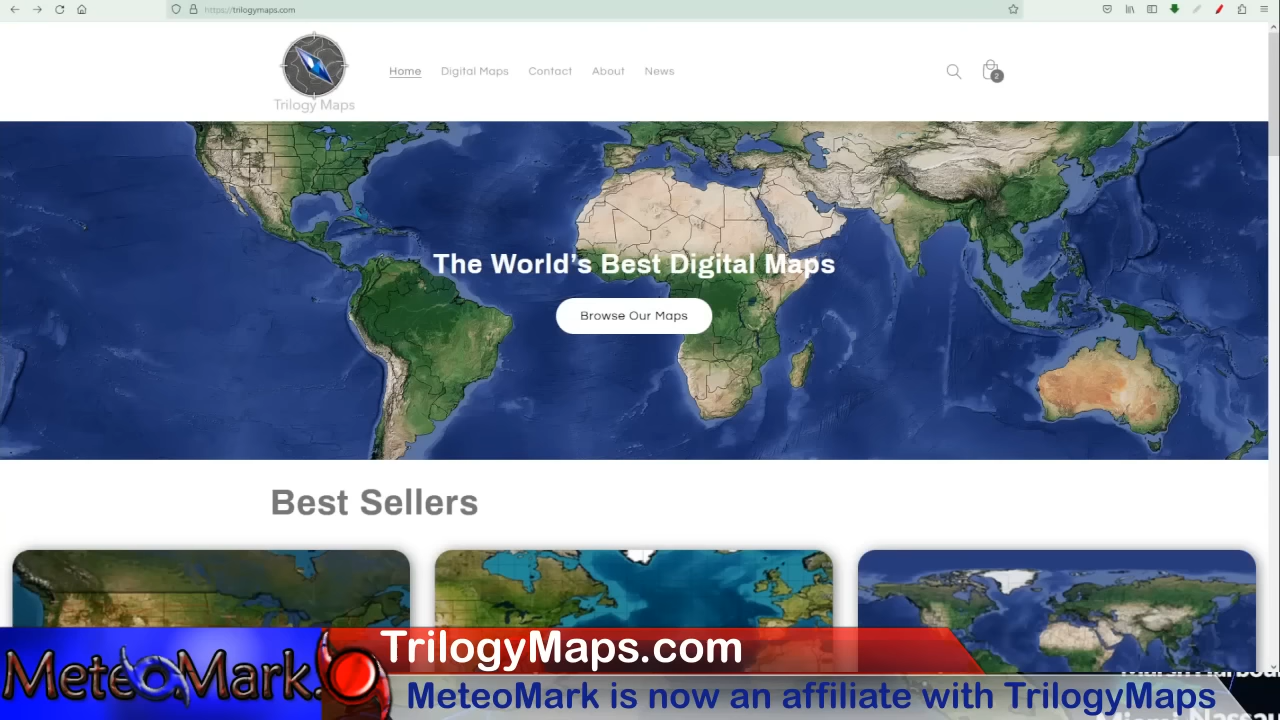 https://trilogymaps.com
Home
Digital Maps
Contact
About
News
2
Trilogy Maps
The World's Best Digital Maps
Browse Our Maps
Best Sellers
MeteoMark.
TrilogyMaps.com
MeteoMark is now an affiliate with TrilogyMaps